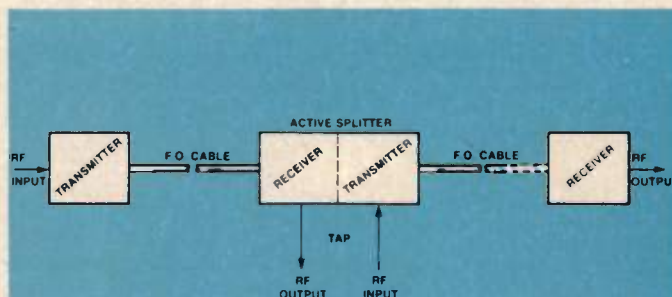 ACTIVE SPLITTER
RF
INPUT
TRANSMITTER
F.O. CABLE
RECEIVER
TRANSMITTER
F.O. CABLE
RECEIVER
RF
OUTPUT
TAP
RF
OUTPUT
RF
INPUT